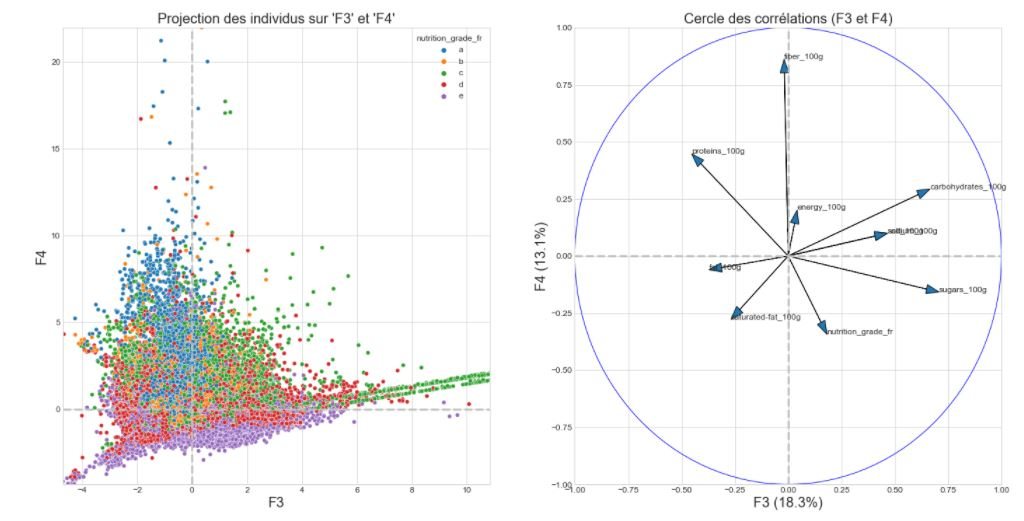 Projection des individus sur 'F3' et 'F4'
nutrition_grade_fr
a
b
c
d
e
20
15
10
5
0
F4
−4
−2
0
2
4
6
8
10
F3
Cercle des corrélations (F3 et F4)
1.00
0.75
0.50
0.25
0.00
−0.25
−0.50
−0.75
−1.00
F4 (13.1%)
fiber_100g
proteins_100g
carbohydrates_100g
energy_100g
sugars_100g
saturated-fat_100g
nutrition_grade_fr
−1.00
−0.75
−0.50
−0.25
0.00
0.25
0.50
0.75
1.00
F3 (18.3%)